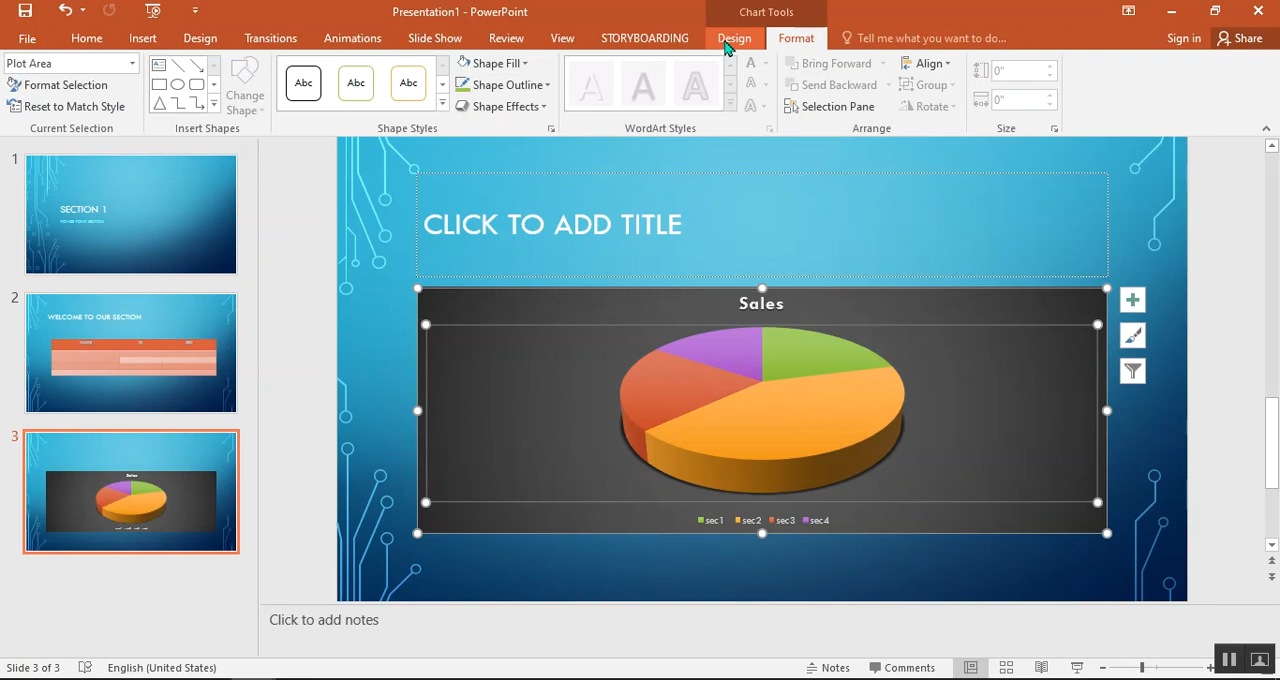 Presentation1 - PowerPoint
Chart Tools
File Home Insert Design Transitions Animations Slide Show Review View STORYBOARDING Design Format Tell me what you want to do... Sign in Share
Plot Area
Format Selection
Reset to Match Style
Current Selection
Change
Shape
Insert Shapes
Abc Abc Abc
Shape Fill
Shape Outline
Shape Effects
Shape Styles
A A A
A
A
A
WordArt Styles
Bring Forward
Send Backward
Selection Pane
Align
Group
Rotate
Arrange
0"
0"
Size
1
SECTION 1
2
WELCOME TO OUR SECTION
3
Sales
CLICK TO ADD TITLE
Sales
sec1 sec2 sec3 sec4
Click to add notes
Slide 3 of 3 English (United States) Notes Comments